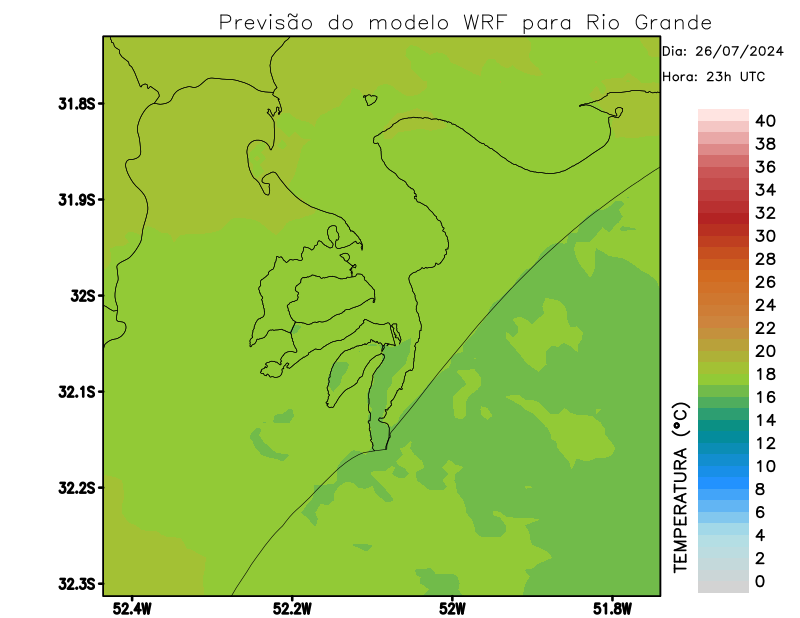 Previsão do modelo WRF para Rio Grande
Dia: 26/07/2024
Hora: 23h UTC
31.8S
31.9S
32S
32.1S
32.2S
32.3S
52.4W
52.2W
52W
51.8W
TEMPERATURA (°C)
40
38
36
34
32
30
28
26
24
22
20
18
16
14
12
10
8
6
4
2
0